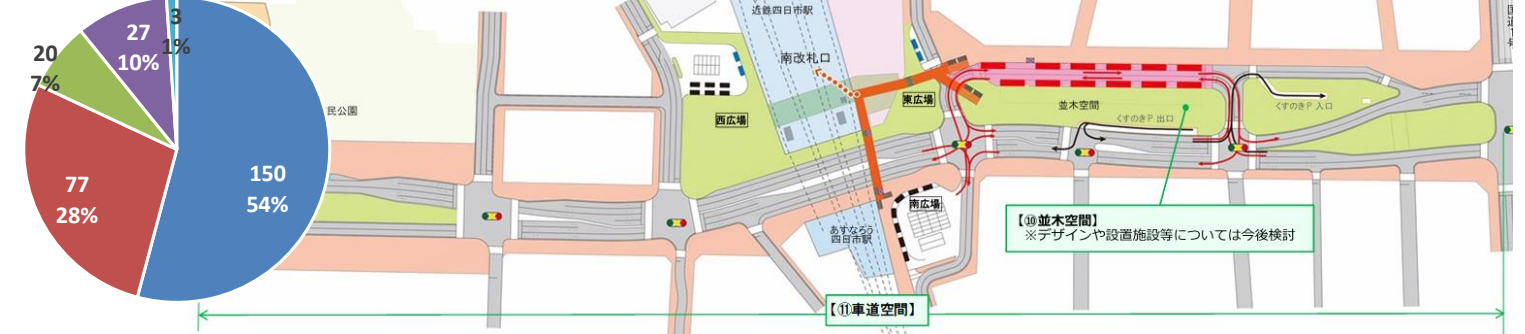 3
1%
27
10%
20
7%
77
28%
150
54%
民公園
近鉄四日市駅
南改札口
西広場
東広場
並木空間
くすのきP 出口
くすのきP 入口
国道1号
南広場
あすなろう
四日市駅
【⑩並木空間】
※デザインや設置施設等については今後検討
【⑪車道空間】